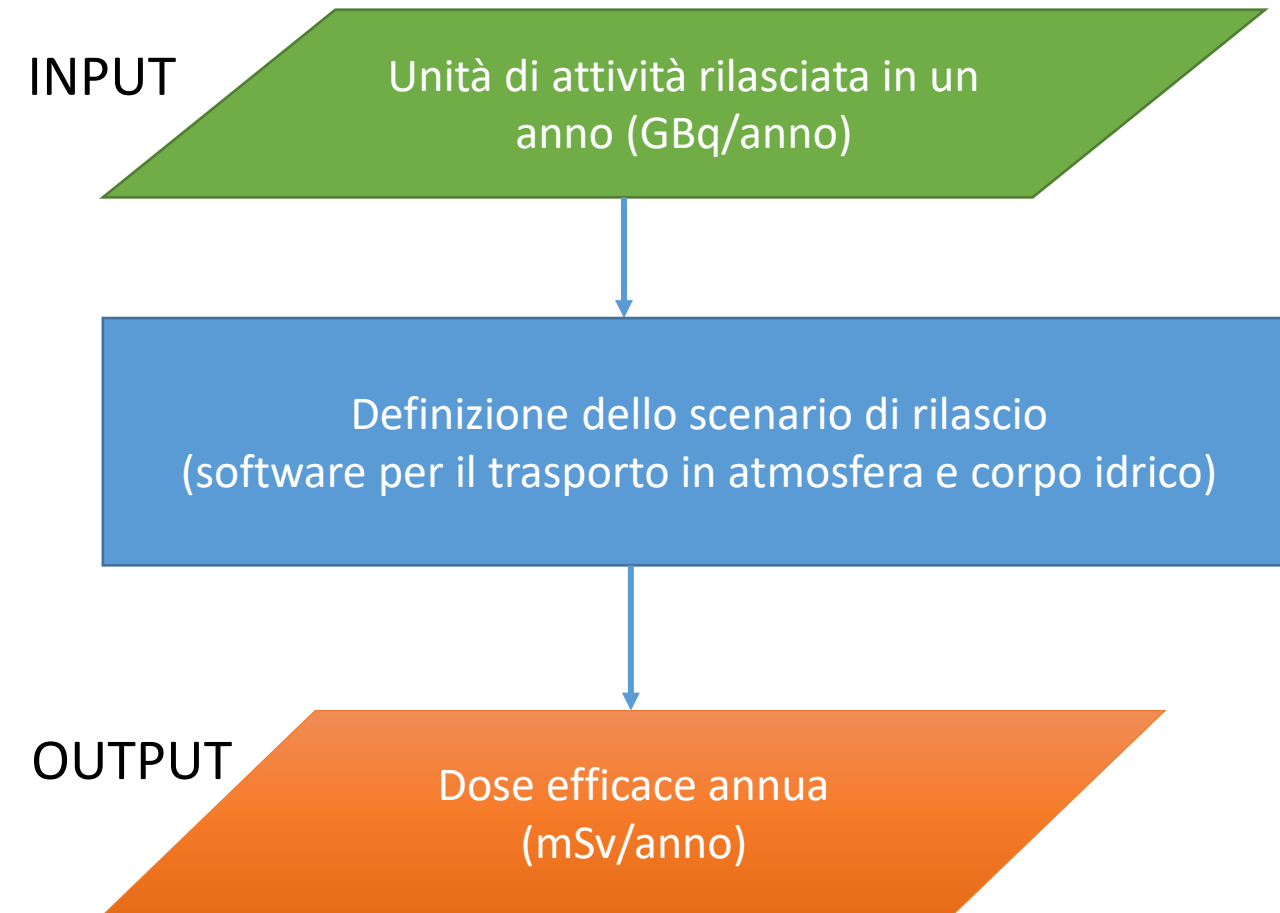 INPUT
Unità di attività rilasciata in un
anno (GBq/anno)
Definizione dello scenario di rilascio
(software per il trasporto in atmosfera e corpo idrico)
OUTPUT
Dose efficace annua
(mSv/anno)